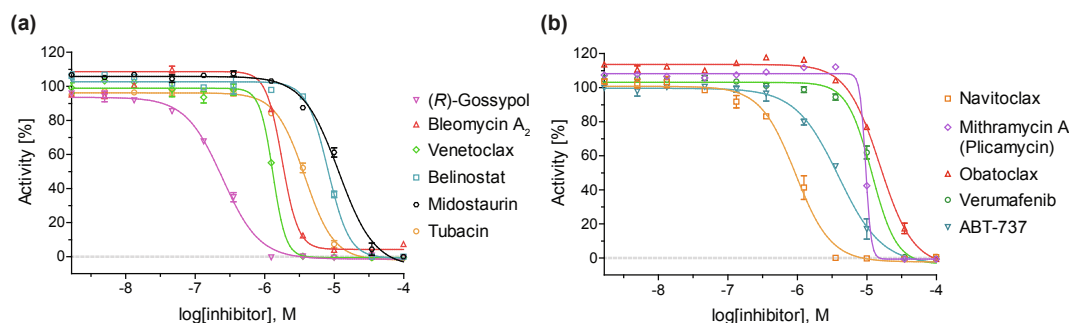 (a)
Activity [%]
120
100
80
60
40
20
0
-8
-7
-6
-5
-4
log[inhibitor], M
(R)-Gossypol
Bleomycin A₂
Venetoclax
Belinostat
Midostaurin
Tubacin
(b)
Activity [%]
120
100
80
60
40
20
0
-8
-7
-6
-5
-4
log[inhibitor], M
Navitoclax
Mithramycin A
(Plicamycin)
Obatoclax
Verumafenib
ABT-737